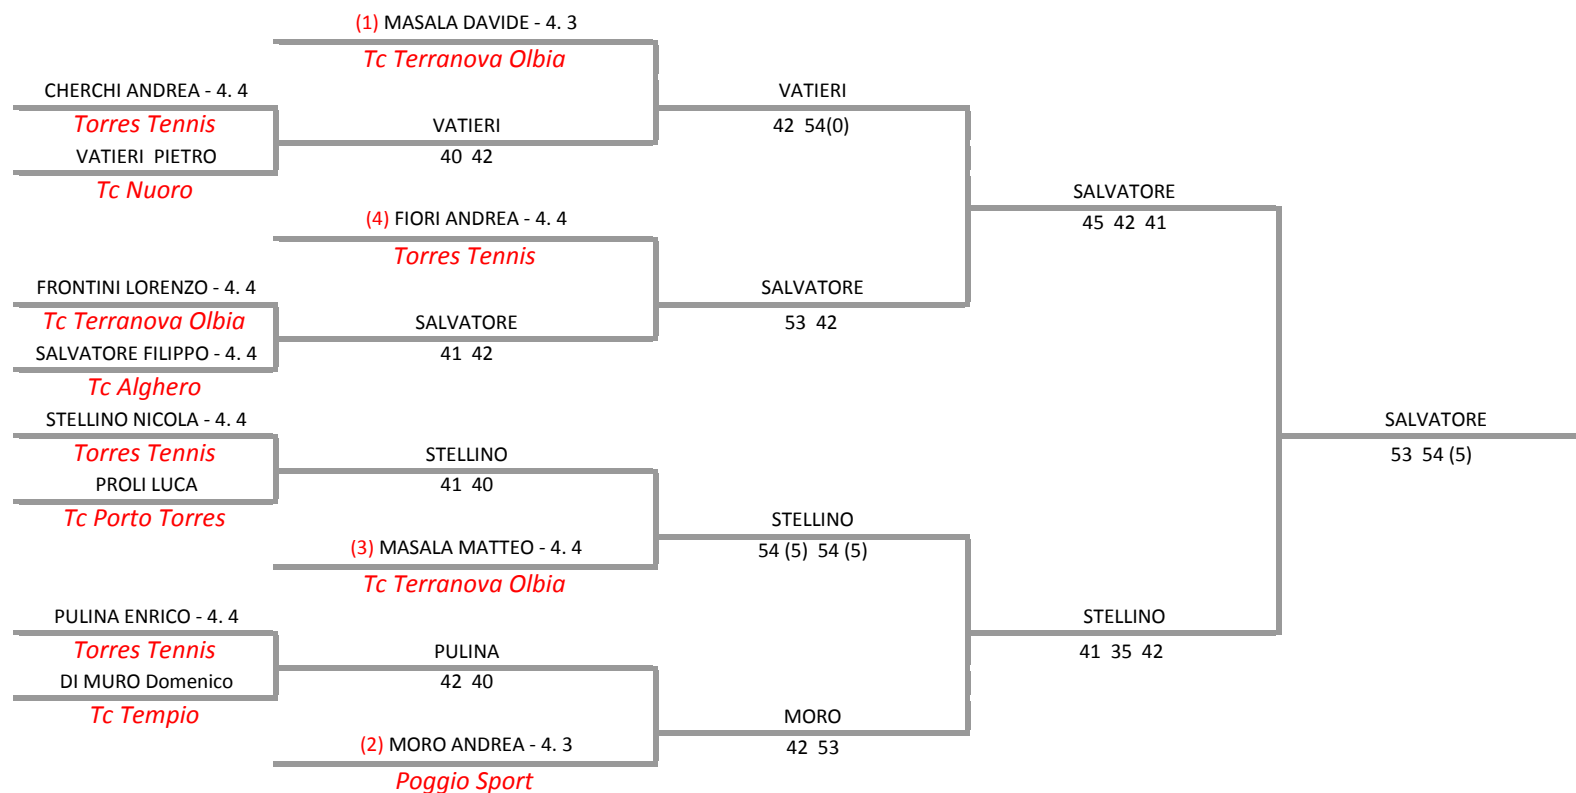 (1) MASALA DAVIDE - 4. 3
Tc Terranova Olbia
CHERCHI ANDREA - 4. 4
Torres Tennis
VATIERI  PIETRO
Tc Nuoro
VATIERI
40  42
VATIERI
42  54(0)
(4) FIORI ANDREA - 4. 4
Torres Tennis
FRONTINI LORENZO - 4. 4
Tc Terranova Olbia
SALVATORE FILIPPO - 4. 4
Tc Alghero
SALVATORE
41  42
SALVATORE
53  42
SALVATORE
45  42  41
STELLINO NICOLA - 4. 4
Torres Tennis
PROLI LUCA
Tc Porto Torres
STELLINO
41  40
(3) MASALA MATTEO - 4. 4
Tc Terranova Olbia
STELLINO
54 (5)  54 (5)
PULINA ENRICO - 4. 4
Torres Tennis
DI MURO Domenico
Tc Tempio
PULINA
42  40
(2) MORO ANDREA - 4. 3
Poggio Sport
MORO
42  53
STELLINO
41  35  42
SALVATORE
53  54 (5)